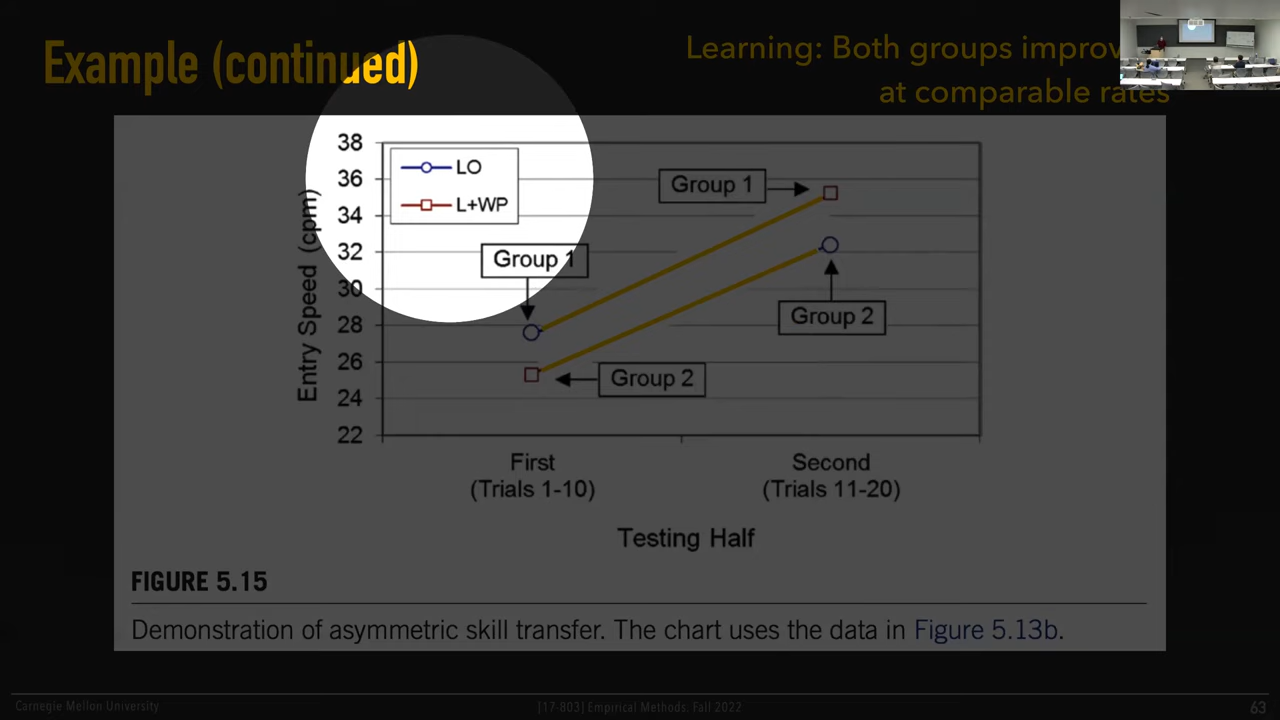 Example (continued)
Learning: Both groups improv
at comparable rates
38
36
34
32
30
28
26
24
22
Entry Speed (cpm)
LO
L+WP
Group 1
Group 1
Group 2
Group 2
First
(Trials 1-10)
Second
(Trials 11-20)
Testing Half
FIGURE 5.15
Demonstration of asymmetric skill transfer. The chart uses the data in Figure 5.13b.
Carnegie Mellon University
[17-803] Empirical Methods, Fall 2022
63